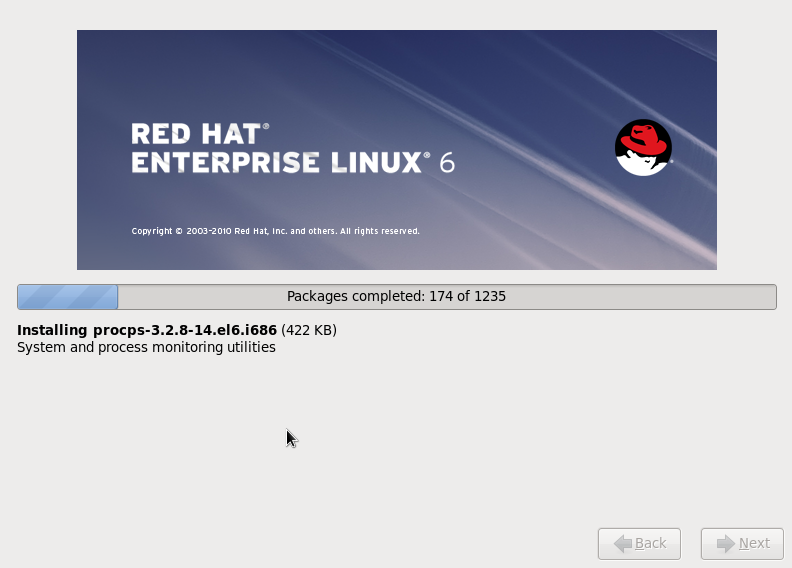 RED HAT®
ENTERPRISE LINUX® 6
Copyright © 2003-2010 Red Hat, Inc. and others. All rights reserved.
Packages completed: 174 of 1235
Installing procps-3.2.8-14.el6.i686 (422 KB)
System and process monitoring utilities
Back Next